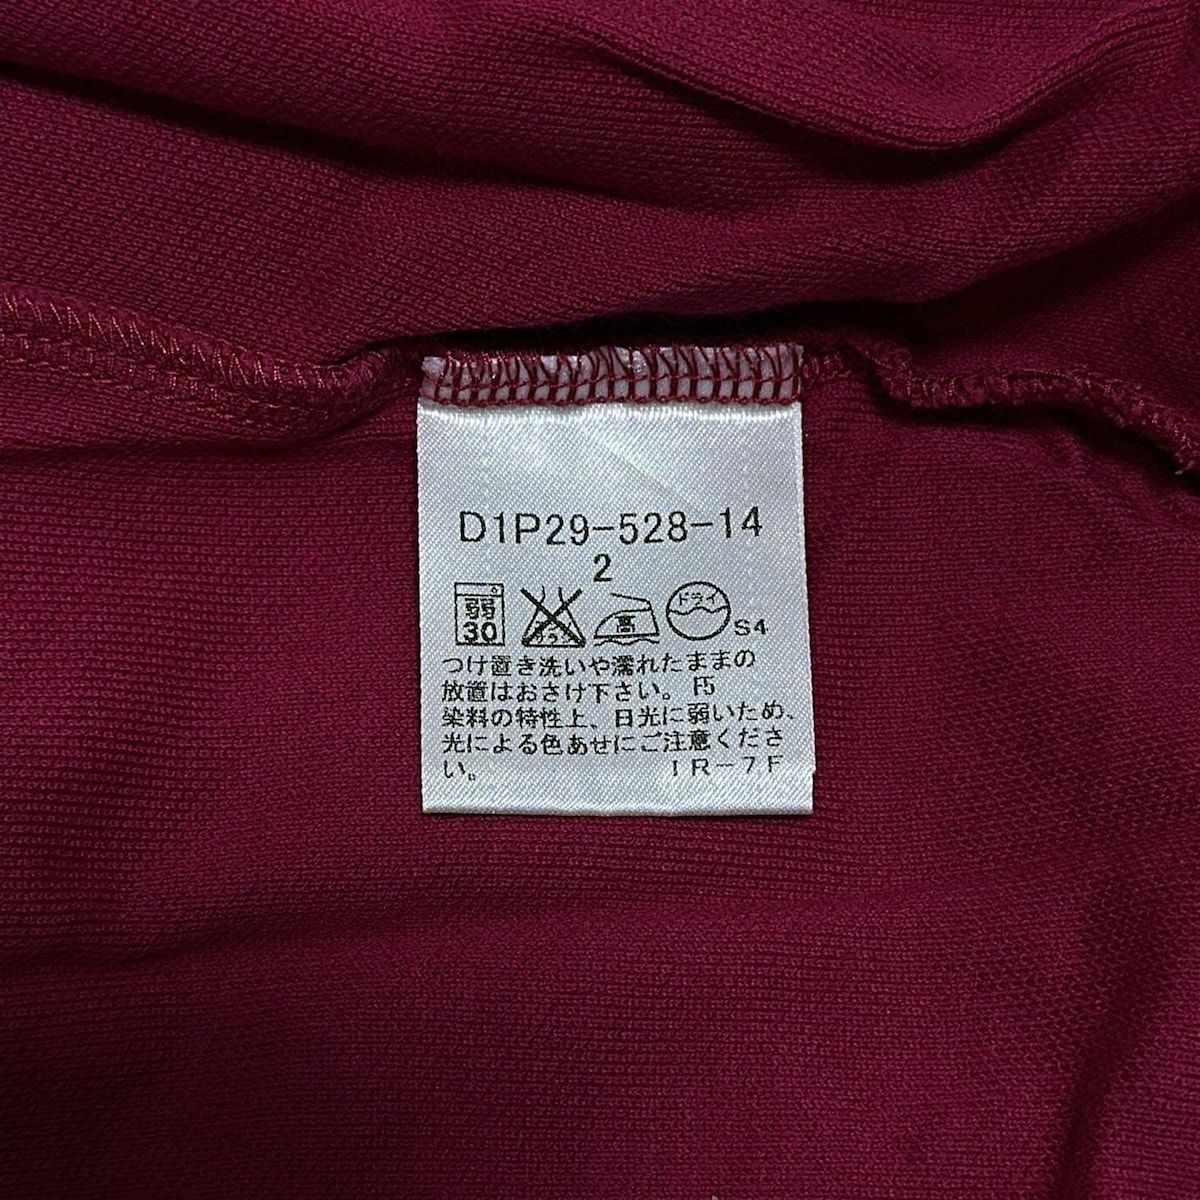 D1P29-528-14
2
弱 30 サラシ 高 ドライ S4
つけ置き洗いや濡れたままの
放置はおさけ下さい。 F5
染料の特性上、日光に弱いため、
光による色あせにご注意くださ
い。 IR-7F